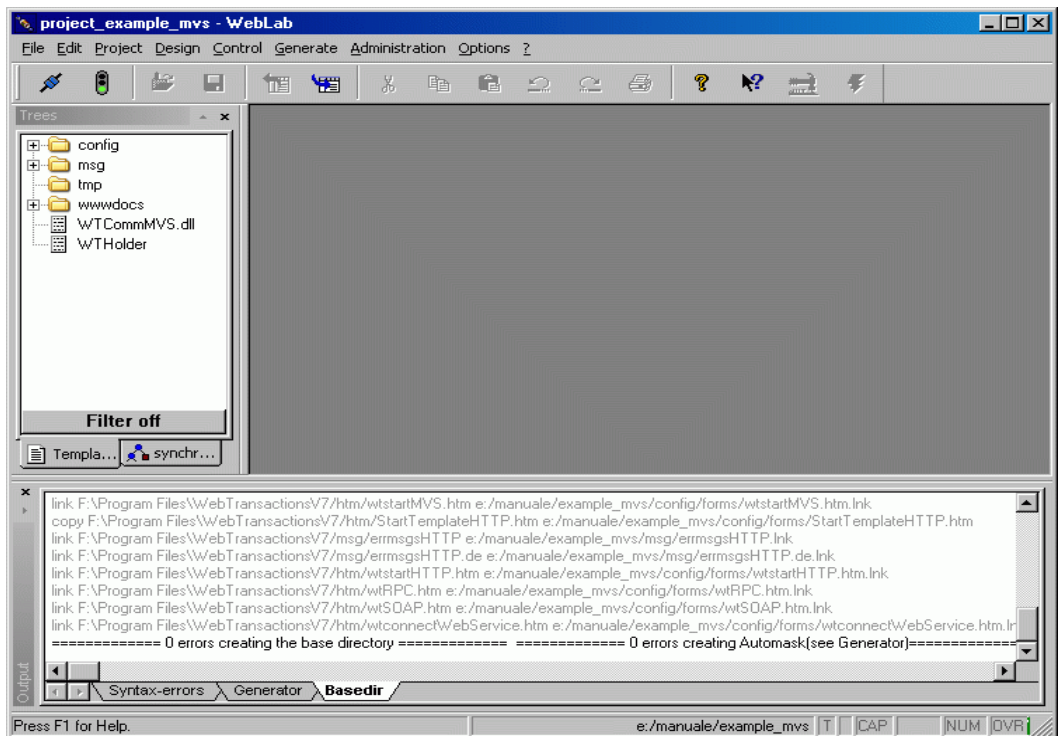 project_example_mvs - WebLab
File Edit Project Design Control Generate Administration Options ?
Trees
config
msg
tmp
wwwdocs
WTCommMVS.dll
WTHolder
Filter off
Templa... synchr...
link F:\Program Files\WebTransactionsV7/htm/wtstartMVS.htm e:/manuale/example_mvs/config/forms/wtstartMVS.htm.lnk
copy F:\Program Files\WebTransactionsV7/htm/StartTemplateHTTP.htm e:/manuale/example_mvs/config/forms/StartTemplateHTTP.htm
link F:\Program Files\WebTransactionsV7/msg/errmsgsHTTP e:/manuale/example_mvs/msg/errmsgsHTTP.lnk
link F:\Program Files\WebTransactionsV7/msg/errmsgsHTTP.de e:/manuale/example_mvs/msg/errmsgsHTTP.de.lnk
link F:\Program Files\WebTransactionsV7/htm/wtstartHTTP.htm e:/manuale/example_mvs/config/forms/wtstartHTTP.htm.lnk
link F:\Program Files\WebTransactionsV7/htm/wtRPC.htm e:/manuale/example_mvs/config/forms/wtRPC.htm.lnk
link F:\Program Files\WebTransactionsV7/htm/wtSOAP.htm e:/manuale/example_mvs/config/forms/wtSOAP.htm.lnk
link F:\Program Files\WebTransactionsV7/htm/wtconnectWebService.htm e:/manuale/example_mvs/config/forms/wtconnectWebService.htm.ln
============= 0 errors creating the base directory ============= ============= 0 errors creating Automask(see Generator)=============
Output
Syntax-errors Generator Basedir
Press F1 for Help. e:/manuale/example_mvs T CAP NUM OVR